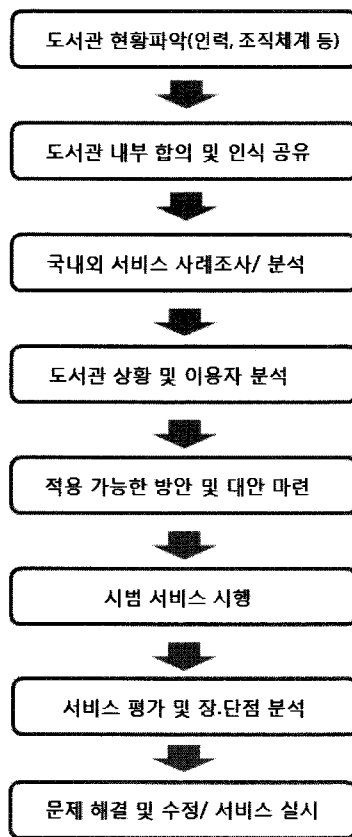 도서관 현황파악(인력, 조직체계 등)
도서관 내부 합의 및 인식 공유
국내외 서비스 사례조사/ 분석
도서관 상황 및 이용자 분석
적용 가능한 방안 및 대안 마련
시범 서비스 시행
서비스 평가 및 장.단점 분석
문제 해결 및 수정/ 서비스 실시